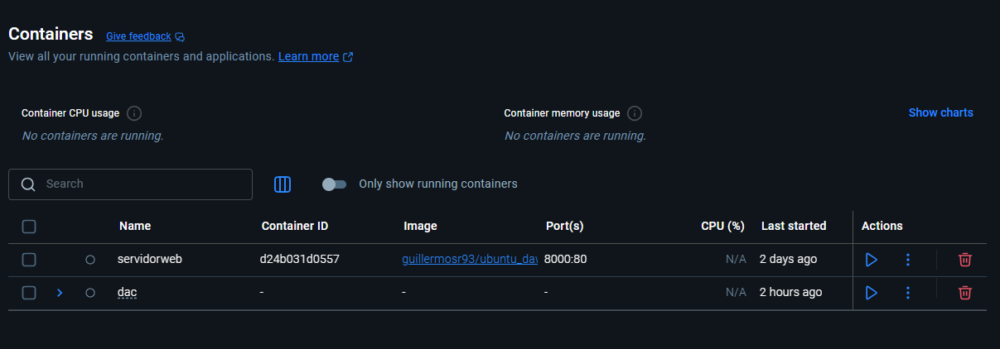 Containers Give feedback
View all your running containers and applications. Learn more
Container CPU usage Container memory usage Show charts
No containers are running. No containers are running.
Search Only show running containers
Name Container ID Image Port(s) CPU (%) Last started Actions
servidorweb d24b031d0557 guillermosr93/ubuntu_da 8000:80 N/A 2 days ago
dac - - - N/A 2 hours ago